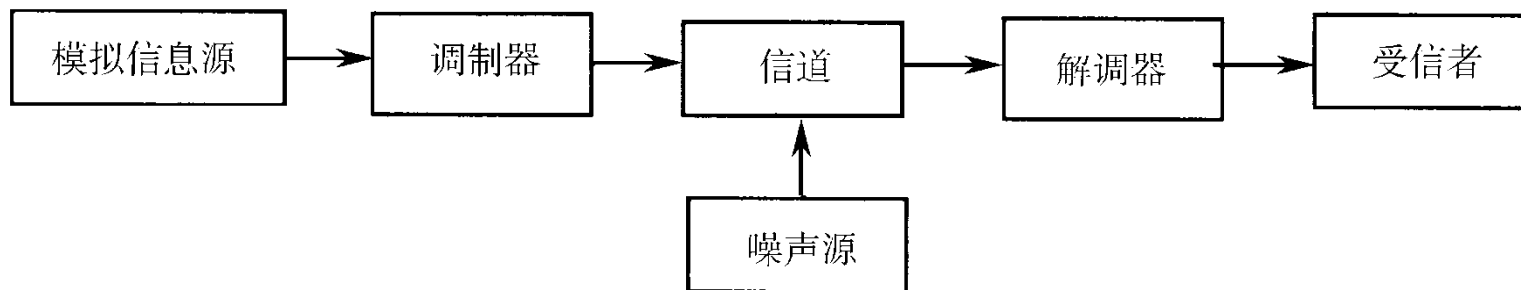 模拟信息源
调制器
信道
解调器
受信者
噪声源